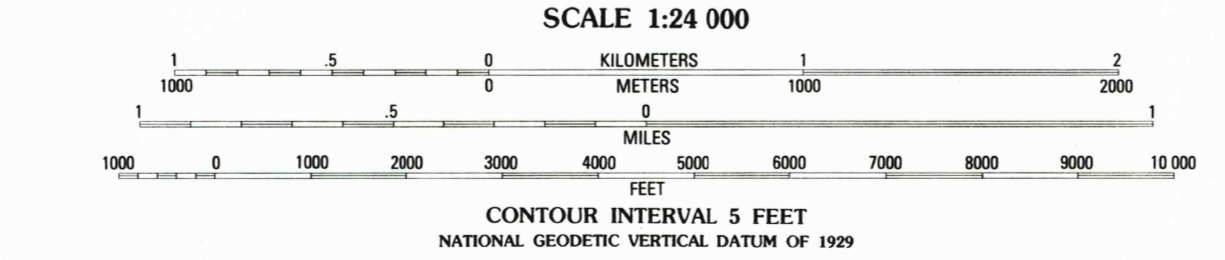 SCALE 1:24 000
1 .5 0 KILOMETERS 1 2
1000 0 METERS 1000 2000
1 .5 0 1
MILES
1000 0 1000 2000 3000 4000 5000 6000 7000 8000 9000 10 000
FEET
CONTOUR INTERVAL 5 FEET
NATIONAL GEODETIC VERTICAL DATUM OF 1929